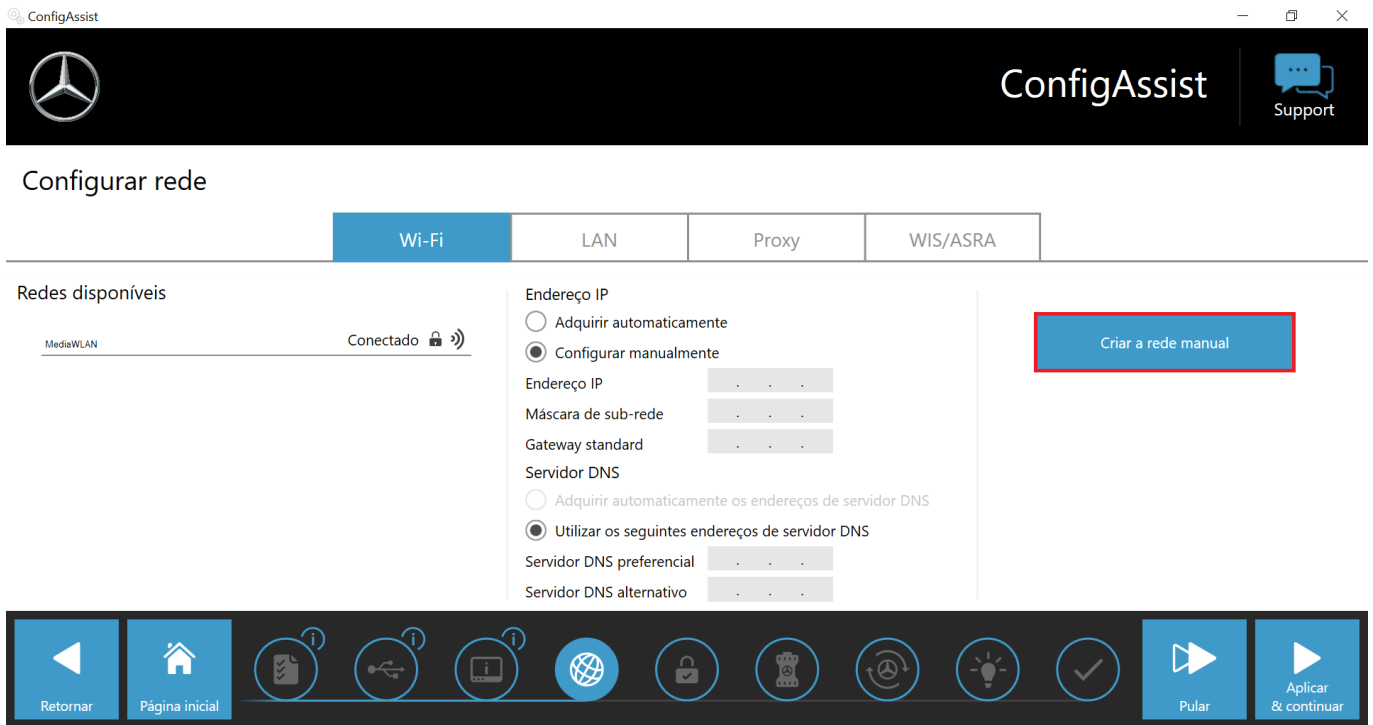 ConfigAssist
ConfigAssist
Support
Configurar rede
Wi-Fi
LAN
Proxy
WIS/ASRA
Redes disponíveis
MediaWLAN
Conectado
Endereço IP
Adquirir automaticamente
Configurar manualmente
Endereço IP . . .
Máscara de sub-rede . . .
Gateway standard . . .
Servidor DNS
Adquirir automaticamente os endereços de servidor DNS
Utilizar os seguintes endereços de servidor DNS
Servidor DNS preferencial . . .
Servidor DNS alternativo . . .
Criar a rede manual
Retornar
Página inicial
Pular
Aplicar
& continuar